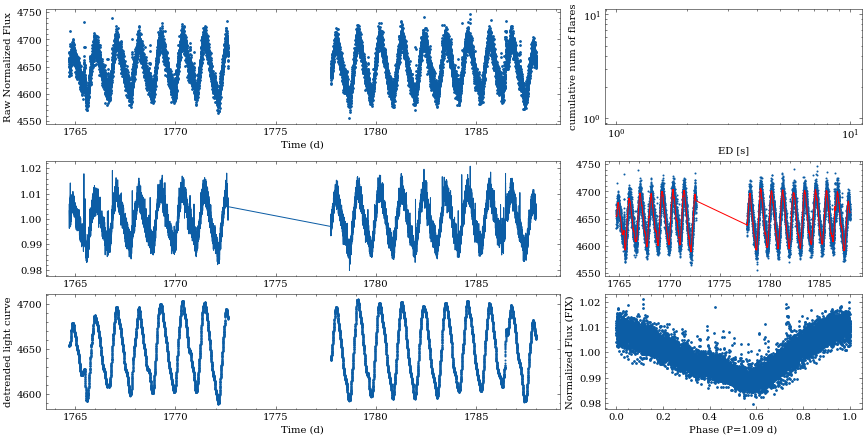 Raw Normalized Flux
4750
4700
4650
4600
4550
1765 1770 1775 1780 1785
Time (d)
cumulative num of flares
10¹
10⁰
10⁰ 10¹
ED [s]
1.02
1.01
1.00
0.99
0.98
1765 1770 1775 1780 1785
4750
4700
4650
4600
4550
1765 1770 1775 1780 1785
detrended light curve
4700
4650
4600
1765 1770 1775 1780 1785
Time (d)
Normalized Flux (FIX)
1.02
1.01
1.00
0.99
0.98
0.0 0.2 0.4 0.6 0.8 1.0
Phase (P=1.09 d)